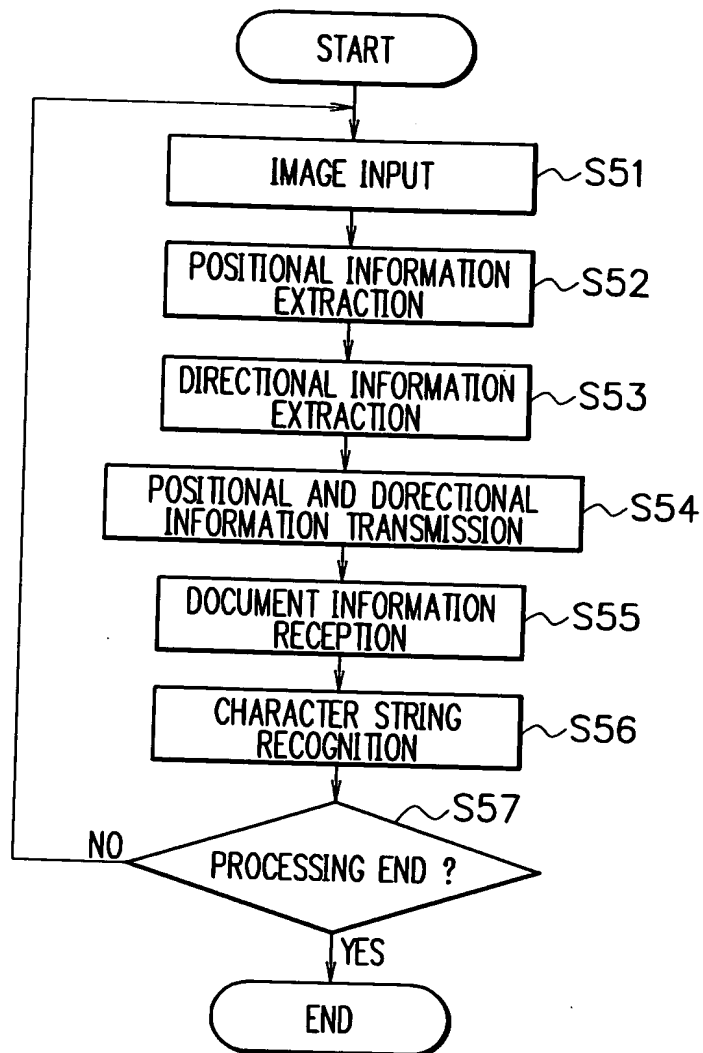 START
IMAGE INPUT
S51
POSITIONAL INFORMATION
EXTRACTION
S52
DIRECTIONAL INFORMATION
EXTRACTION
S53
POSITIONAL AND DORECTIONAL
INFORMATION TRANSMISSION
S54
DOCUMENT INFORMATION
RECEPTION
S55
CHARACTER STRING
RECOGNITION
S56
S57
NO
PROCESSING END ?
YES
END